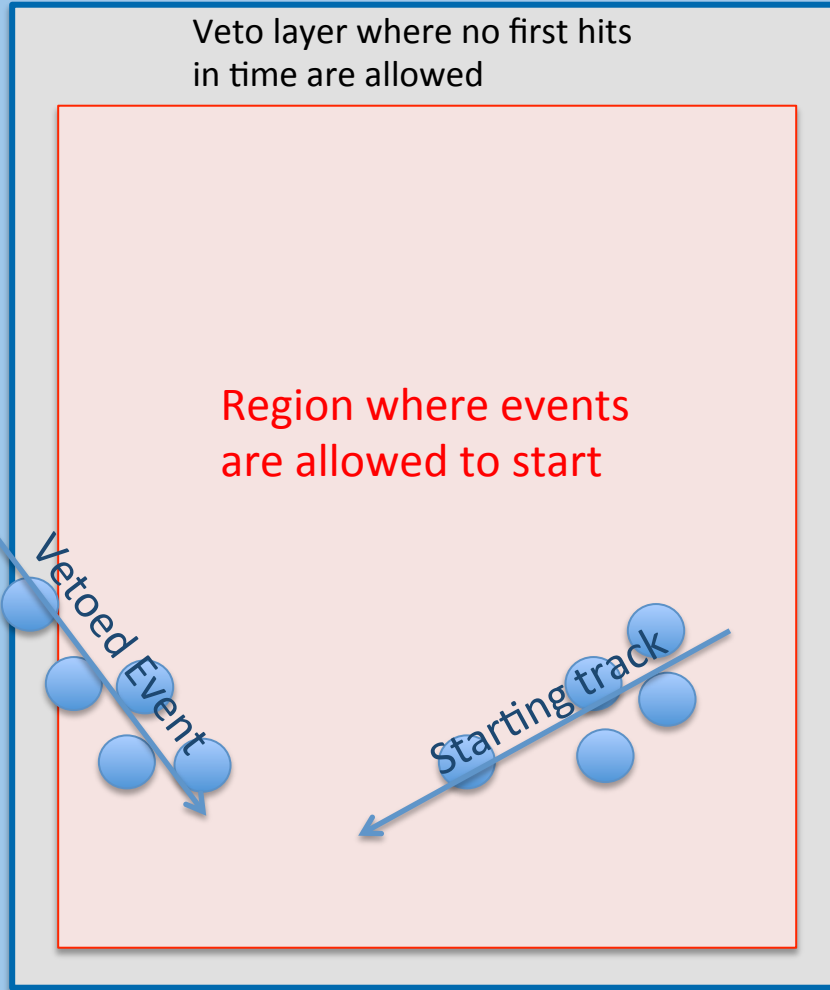 Veto layer where no first hits
in time are allowed
Region where events
are allowed to start
Vetoed Event
Starting track